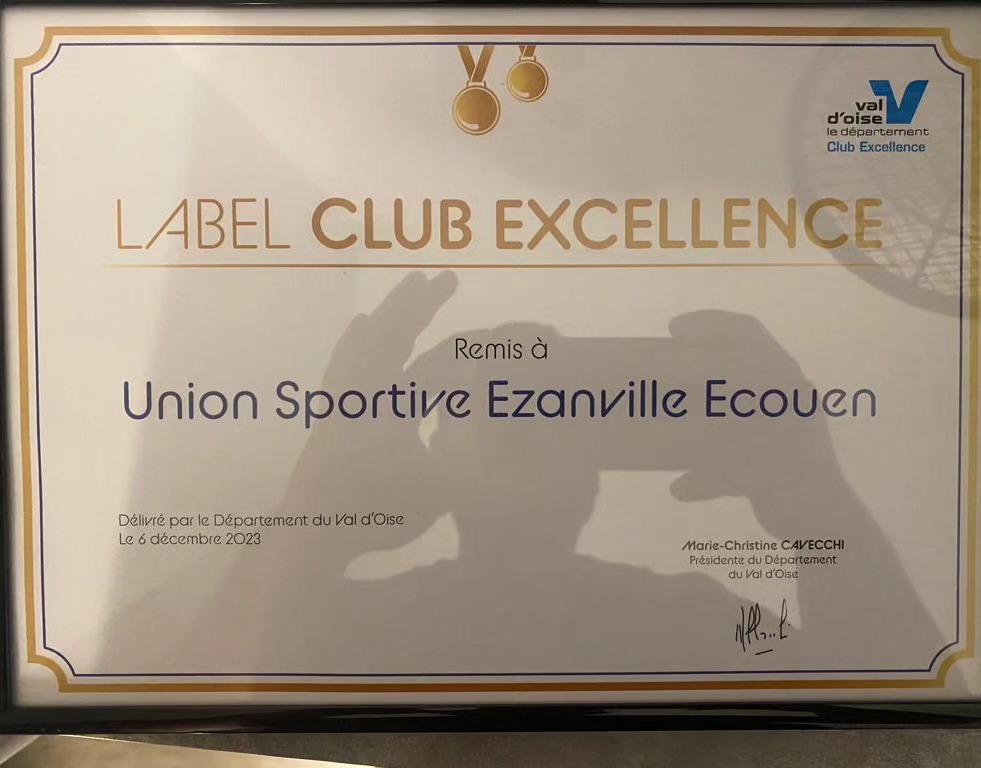 val
d'oise
le département
Club Excellence
LABEL CLUB EXCELLENCE
Remis à
Union Sportive Ezanville Ecouen
Délivré par le Département du Val d'Oise
Le 6 décembre 2023
Marie-Christine CAVECCHI
Présidente du Département
du Val d'Oise